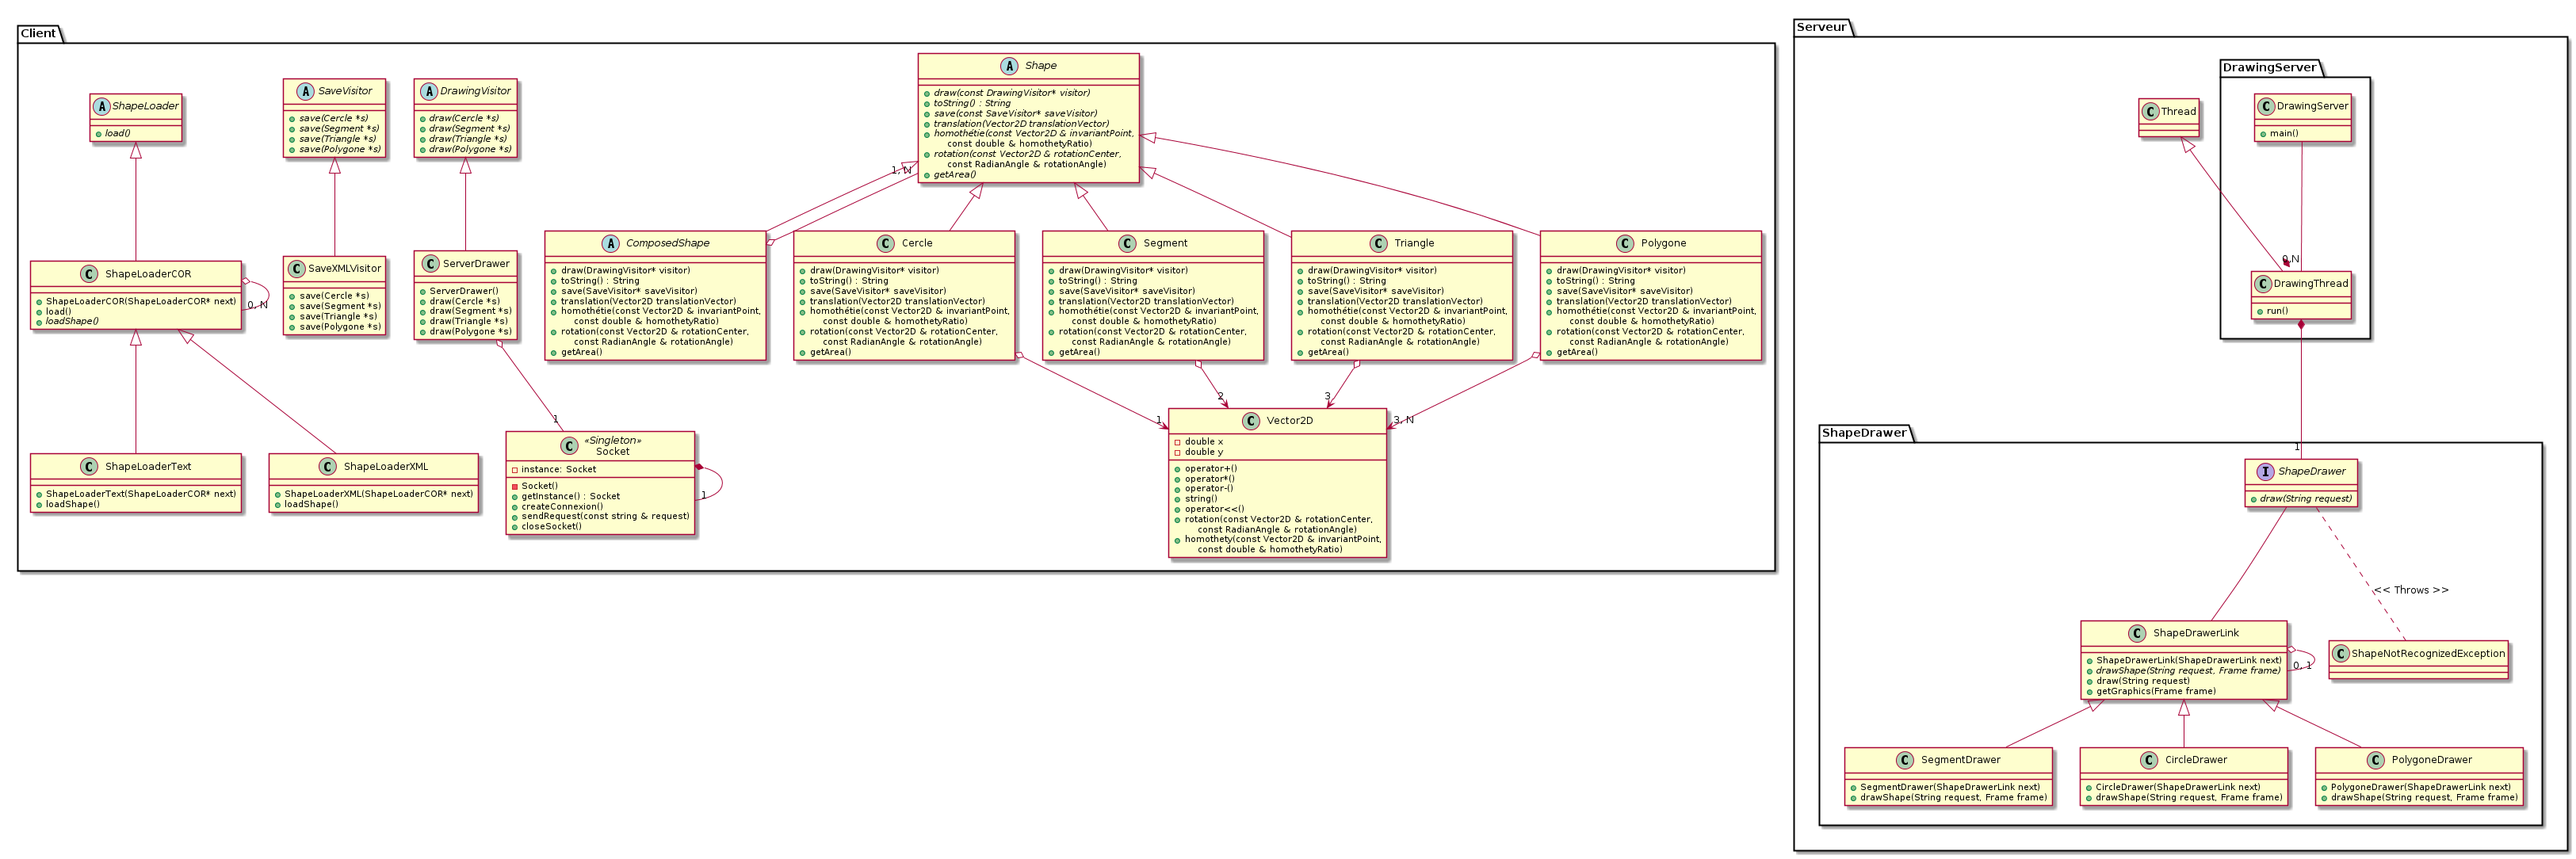 Client
A ShapeLoader
load()
A SaveVisitor
save(Cercle *s)
save(Segment *s)
save(Triangle *s)
save(Polygone *s)
A DrawingVisitor
draw(Cercle *s)
draw(Segment *s)
draw(Triangle *s)
draw(Polygone *s)
A Shape
draw(const DrawingVisitor* visitor)
toString() : String
save(const SaveVisitor* saveVisitor)
translation(Vector2D translationVector)
homothétie(const Vector2D & invariantPoint,
const double & homothetyRatio)
rotation(const Vector2D & rotationCenter,
const RadianAngle & rotationAngle)
getArea()
1, N
C ShapeLoaderCOR
ShapeLoaderCOR(ShapeLoaderCOR* next)
load()
loadShape()
0, N
C SaveXMLVisitor
save(Cercle *s)
save(Segment *s)
save(Triangle *s)
save(Polygone *s)
C ServerDrawer
ServerDrawer()
draw(Cercle *s)
draw(Segment *s)
draw(Triangle *s)
draw(Polygone *s)
A ComposedShape
draw(DrawingVisitor* visitor)
toString() : String
save(SaveVisitor* saveVisitor)
translation(Vector2D translationVector)
homothétie(const Vector2D & invariantPoint,
const double & homothetyRatio)
rotation(const Vector2D & rotationCenter,
const RadianAngle & rotationAngle)
getArea()
C Cercle
draw(DrawingVisitor* visitor)
toString() : String
save(SaveVisitor* saveVisitor)
translation(Vector2D translationVector)
homothétie(const Vector2D & invariantPoint,
const double & homothetyRatio)
rotation(const Vector2D & rotationCenter,
const RadianAngle & rotationAngle)
getArea()
C Segment
draw(DrawingVisitor* visitor)
toString() : String
save(SaveVisitor* saveVisitor)
translation(Vector2D translationVector)
homothétie(const Vector2D & invariantPoint,
const double & homothetyRatio)
rotation(const Vector2D & rotationCenter,
const RadianAngle & rotationAngle)
getArea()
C Triangle
draw(DrawingVisitor* visitor)
toString() : String
save(SaveVisitor* saveVisitor)
translation(Vector2D translationVector)
homothétie(const Vector2D & invariantPoint,
const double & homothetyRatio)
rotation(const Vector2D & rotationCenter,
const RadianAngle & rotationAngle)
getArea()
C Polygone
draw(DrawingVisitor* visitor)
toString() : String
save(SaveVisitor* saveVisitor)
translation(Vector2D translationVector)
homothétie(const Vector2D & invariantPoint,
const double & homothetyRatio)
rotation(const Vector2D & rotationCenter,
const RadianAngle & rotationAngle)
getArea()
1
1
2
3
3, N
C ShapeLoaderText
ShapeLoaderText(ShapeLoaderCOR* next)
loadShape()
C ShapeLoaderXML
ShapeLoaderXML(ShapeLoaderCOR* next)
loadShape()
C «Singleton»
Socket
instance: Socket
Socket()
getInstance() : Socket
createConnexion()
sendRequest(const string & request)
closeSocket()
1
C Vector2D
double x
double y
operator+()
operator*()
operator-()
string()
operator<<()
rotation(const Vector2D & rotationCenter,
const RadianAngle & rotationAngle)
homothety(const Vector2D & invariantPoint,
const double & homothetyRatio)
Serveur
DrawingServer
C Thread
C DrawingServer
main()
0,N
C DrawingThread
run()
ShapeDrawer
1
I ShapeDrawer
draw(String request)
<< Throws >>
C ShapeDrawerLink
ShapeDrawerLink(ShapeDrawerLink next)
drawShape(String request, Frame frame)
draw(String request)
getGraphics(Frame frame)
0, 1
C ShapeNotRecognizedException
C SegmentDrawer
SegmentDrawer(ShapeDrawerLink next)
drawShape(String request, Frame frame)
C CircleDrawer
CircleDrawer(ShapeDrawerLink next)
drawShape(String request, Frame frame)
C PolygoneDrawer
PolygoneDrawer(ShapeDrawerLink next)
drawShape(String request, Frame frame)